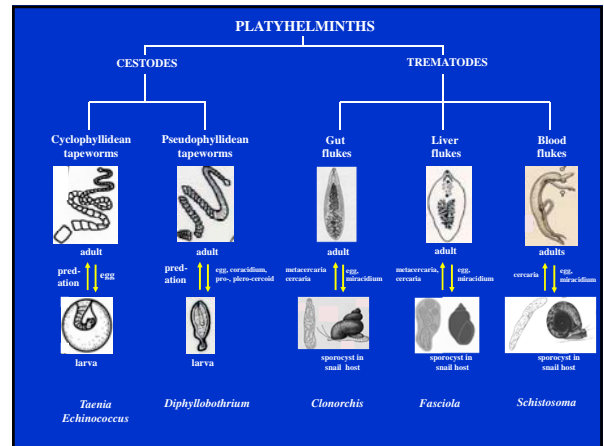 PLATYHELMINTHS
CESTODES
TREMATODES
Cyclophyllidean
tapeworms
Pseudophyllidean
tapeworms
Gut
flukes
Liver
flukes
Blood
flukes
adult
adult
adult
adult
adults
pred-
ation
egg
pred-
ation
egg, coracidium,
pro-, plero-cercoid
metacercaria
cercaria
egg,
miracidium
metacercaria,
cercaria
egg,
miracidium
cercaria
egg,
miracidium
larva
larva
sporocyst in
snail host
sporocyst in
snail host
sporocyst in
snail host
Taenia
Echinococcus
Diphyllobothrium
Clonorchis
Fasciola
Schistosoma